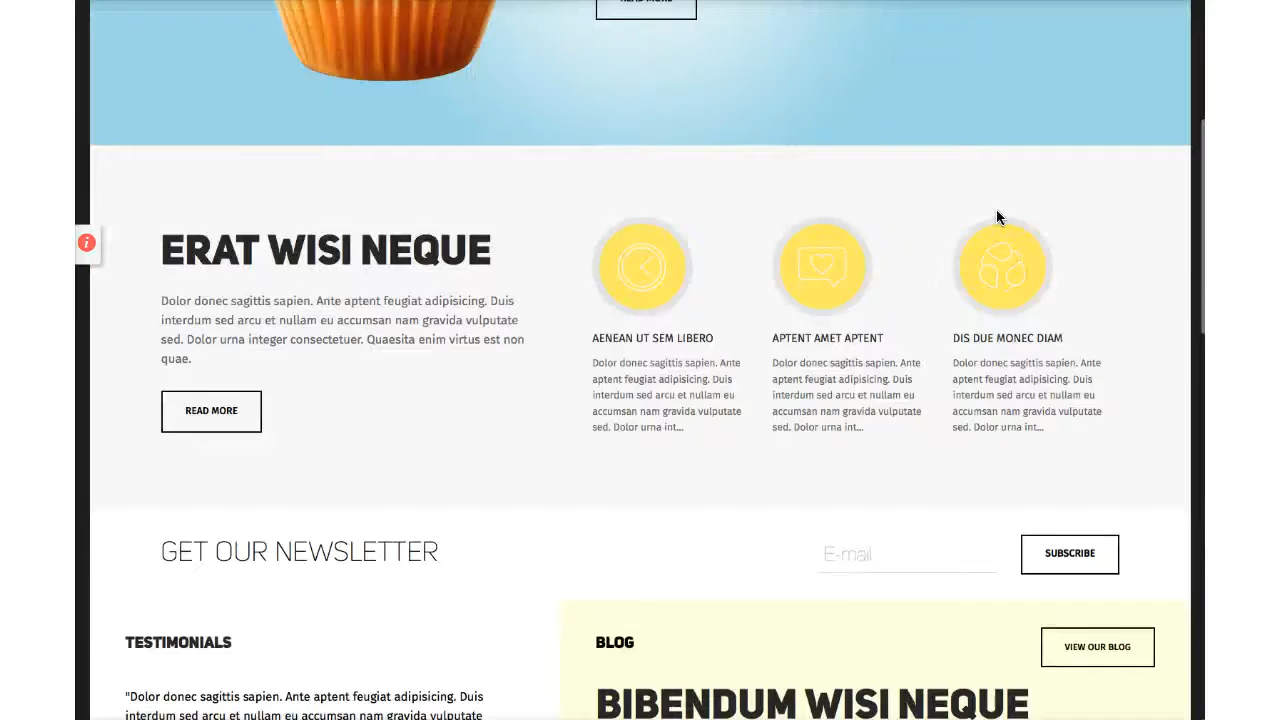 READ MORE
i
ERAT WISI NEQUE
Dolor donec sagittis sapien. Ante aptent feugiat adipisicing. Duis
interdum sed arcu et nullam eu accumsan nam gravida vulputate
sed. Dolor urna integer consectetuer. Quaesita enim virtus est non
quae.
READ MORE
AENEAN UT SEM LIBERO
Dolor donec sagittis sapien. Ante
aptent feugiat adipisicing. Duis
interdum sed arcu et nullam eu
accumsan nam gravida vulputate
sed. Dolor urna int...
APTENT AMET APTENT
Dolor donec sagittis sapien. Ante
aptent feugiat adipisicing. Duis
interdum sed arcu et nullam eu
accumsan nam gravida vulputate
sed. Dolor urna int...
DIS DUE MONEC DIAM
Dolor donec sagittis sapien. Ante
aptent feugiat adipisicing. Duis
interdum sed arcu et nullam eu
accumsan nam gravida vulputate
sed. Dolor urna int...
GET OUR NEWSLETTER
E-mail
SUBSCRIBE
TESTIMONIALS
"Dolor donec sagittis sapien. Ante aptent feugiat adipisicing. Duis
interdum sed arcu et nullam eu accumsan nam gravida vulputate
BLOG
VIEW OUR BLOG
BIBENDUM WISI NEQUE